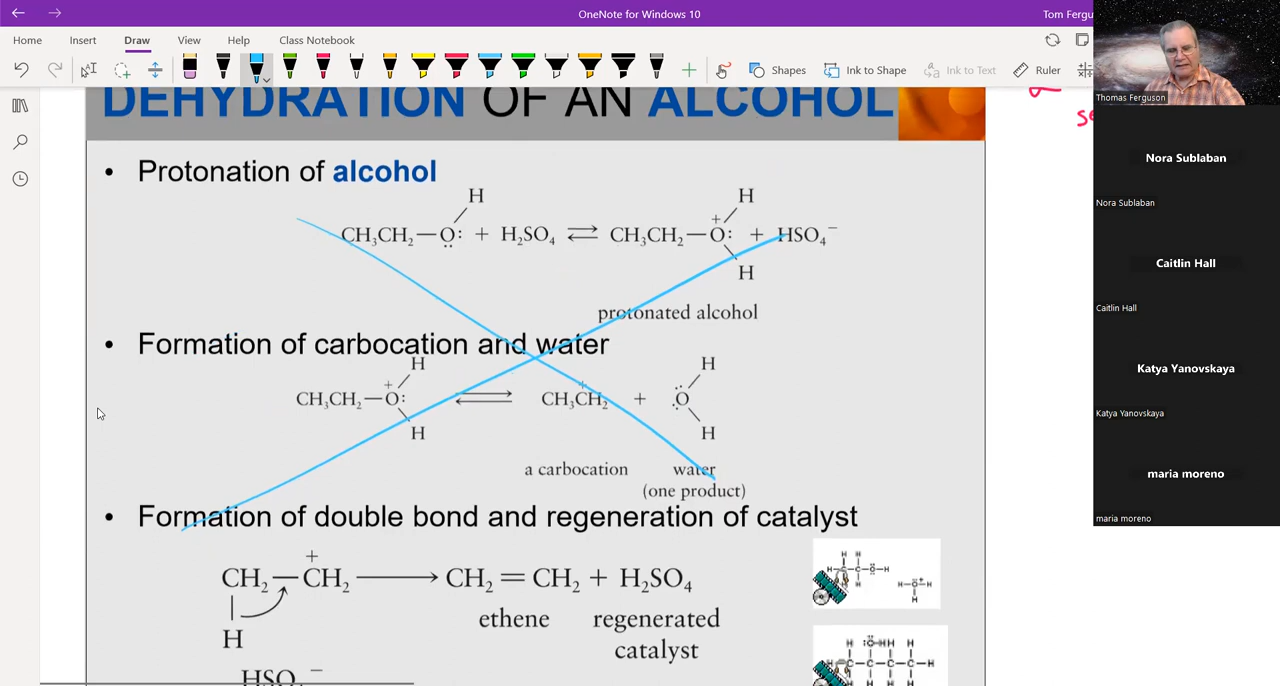 OneNote for Windows 10
Tom Fergu
Home Insert Draw View Help Class Notebook
Shapes Ink to Shape Ink to Text Ruler
DEHYDRATION OF AN ALCOHOL
• Protonation of alcohol
H H
CH₃CH₂—O: + H₂SO₄ ⇌ CH₃CH₂—O⁺: + HSO₄⁻
H
protonated alcohol
• Formation of carbocation and water
H H
CH₃CH₂—O⁺: ⇌ CH₃CH₂⁺ + :O
H H
a carbocation water
(one product)
• Formation of double bond and regeneration of catalyst
+
CH₂—CH₂ → CH₂=CH₂ + H₂SO₄
H
ethene regenerated
catalyst
HSO₄⁻
Thomas Ferguson
Nora Sublaban
Nora Sublaban
Caitlin Hall
Caitlin Hall
Katya Yanovskaya
Katya Yanovskaya
maria moreno
maria moreno